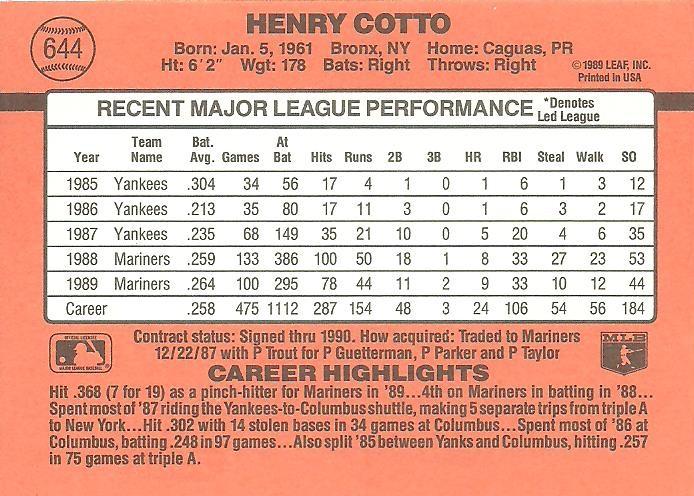 644
HENRY COTTO
Born: Jan. 5, 1961 Bronx, NY Home: Caguas, PR
Ht: 6'2" Wgt: 178 Bats: Right Throws: Right
©1989 LEAF, INC.
Printed in USA
RECENT MAJOR LEAGUE PERFORMANCE *Denotes Led League
Year Team Name Bat. Avg. Games At Bat Hits Runs 2B 3B HR RBI Steal Walk SO
1985 Yankees .304 34 56 17 4 1 0 1 6 1 3 12
1986 Yankees .213 35 80 17 11 3 0 1 6 3 2 17
1987 Yankees .235 68 149 35 21 10 0 5 20 4 6 35
1988 Mariners .259 133 386 100 50 18 1 8 33 27 23 53
1989 Mariners .264 100 295 78 44 11 2 9 33 10 12 44
Career .258 475 1112 287 154 48 3 24 106 54 56 184
Contract status: Signed thru 1990. How acquired: Traded to Mariners
12/22/87 with P Trout for P Guetterman, P Parker and P Taylor
OFFICIAL LICENSEE
MAJOR LEAGUE BASEBALL
MLB
CAREER HIGHLIGHTS
Hit .368 (7 for 19) as a pinch-hitter for Mariners in '89...4th on Mariners in batting in '88...
Spent most of '87 riding the Yankees-to-Columbus shuttle, making 5 separate trips from triple A
to New York...Hit .302 with 14 stolen bases in 34 games at Columbus...Spent most of '86 at
Columbus, batting .248 in 97 games...Also split '85 between Yanks and Columbus, hitting .257
in 75 games at triple A.